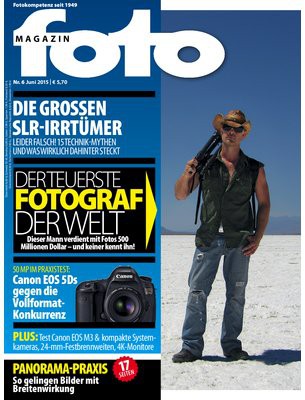 Fotokompetenz seit 1949
MAGAZIN
foto
Nr. 6 Juni 2015 | € 5,70
DIE GROSSEN
SLR-IRRTÜMER
LEIDER FALSCH! 15 TECHNIK-MYTHEN
UND WAS WIRKLICH DAHINTER STECKT
DER TEUERSTE
FOTOGRAF
DER WELT
Dieser Mann verdient mit Fotos 500
Millionen Dollar – und keiner kennt ihn!
50 MP IM PRAXISTEST:
Canon EOS 5Ds
gegen die
Vollformat-
Konkurrenz
Canon
PLUS: Test Canon EOS M3 & kompakte System-
kameras, 24-mm-Festbrennweiten, 4K-Monitore
PANORAMA-PRAXIS
17
SEITEN
So gelingen Bilder mit
Breitenwirkung